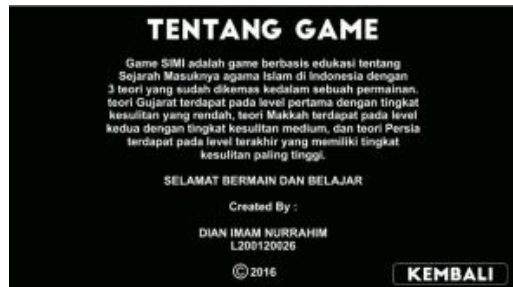 TENTANG GAME
Game SIMI adalah game berbasis edukasi tentang
Sejarah Masuknya agama Islam di Indonesia dengan
3 teori yang sudah dikemas kedalam sebuah permainan.
teori Gujarat terdapat pada level pertama dengan tingkat
kesulitan yang rendah, teori Makkah terdapat pada level
kedua dengan tingkat kesulitan medium, dan teori Persia
terdapat pada level terakhir yang memiliki tingkat
kesulitan paling tinggi.
SELAMAT BERMAIN DAN BELAJAR
Created By :
DIAN IMAM NURRAHIM
L200120026
©2016
KEMBALI